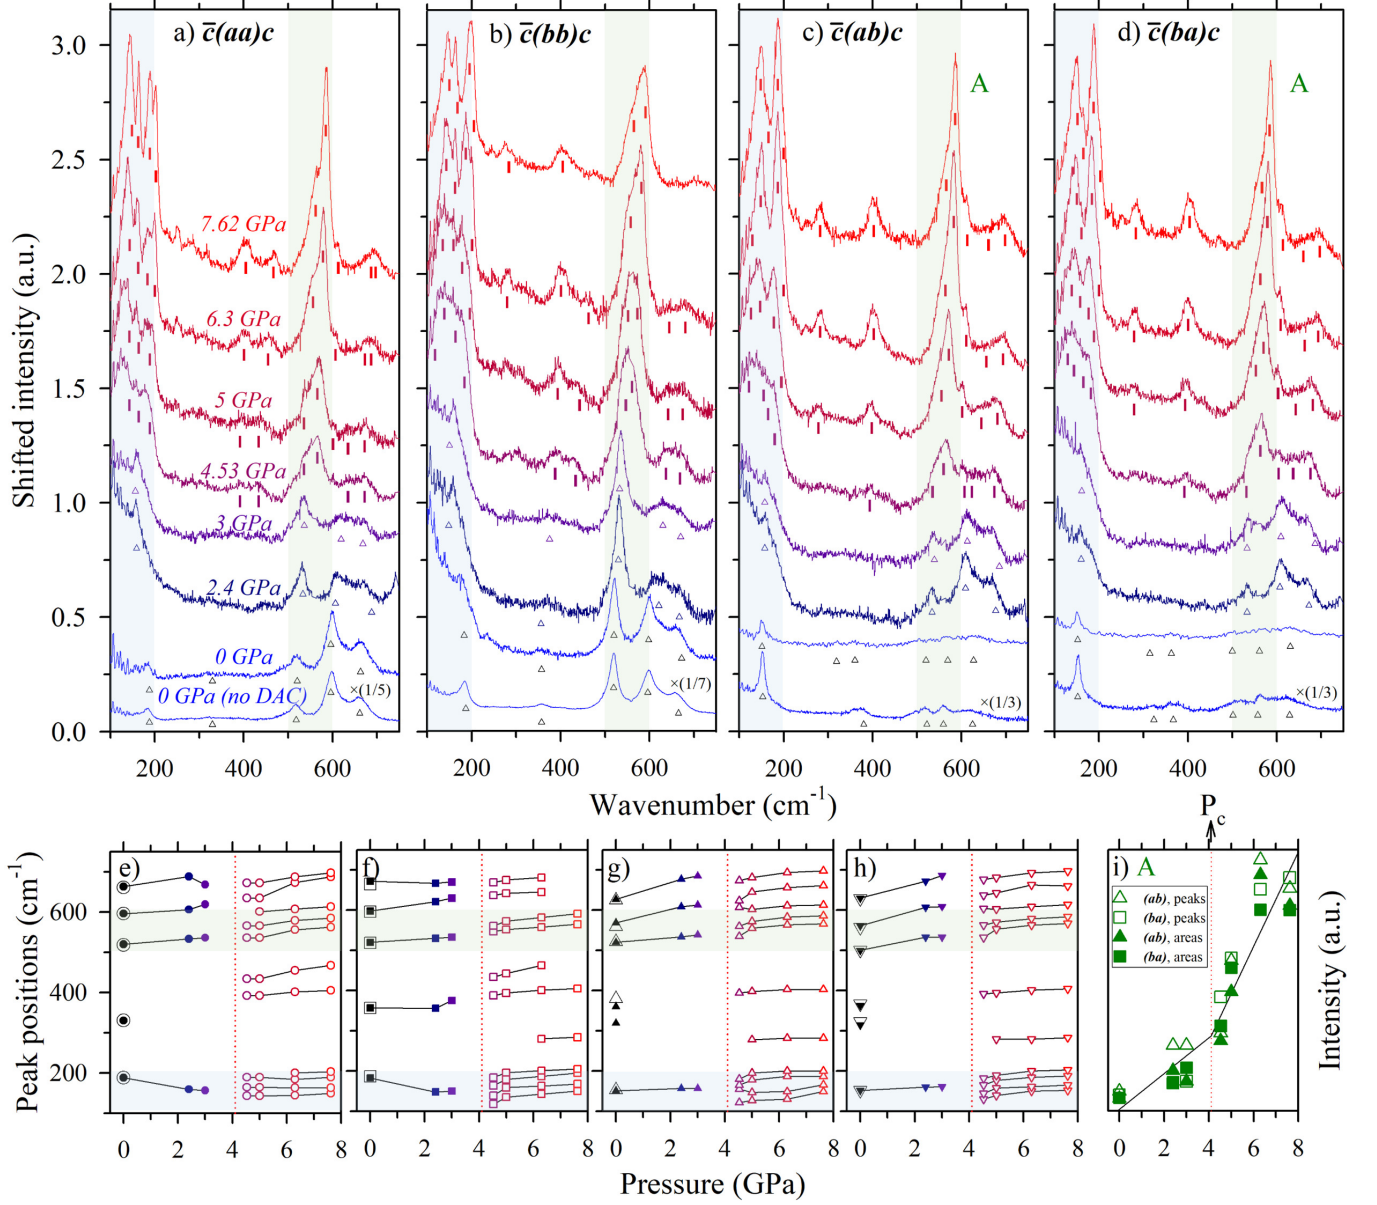 a) c̅(aa)c
b) c̅(bb)c
c) c̅(ab)c
d) c̅(ba)c
A
A
3.0
2.5
2.0
1.5
1.0
0.5
0.0
Shifted intensity (a.u.)
7.62 GPa
6.3 GPa
5 GPa
4.53 GPa
3 GPa
2.4 GPa
0 GPa
0 GPa (no DAC)
×(1/5)
×(1/7)
×(1/3)
×(1/3)
200 400 600
200 400 600
200 400 600
200 400 600
Wavenumber (cm-1)
Pc
e)
f)
g)
h)
i) A
(ab), peaks
(ba), peaks
(ab), areas
(ba), areas
600
400
200
Peak positions (cm-1)
Intensity (a.u.)
0 2 4 6 8
0 2 4 6 8
0 2 4 6 8
0 2 4 6 8
0 2 4 6 8
Pressure (GPa)